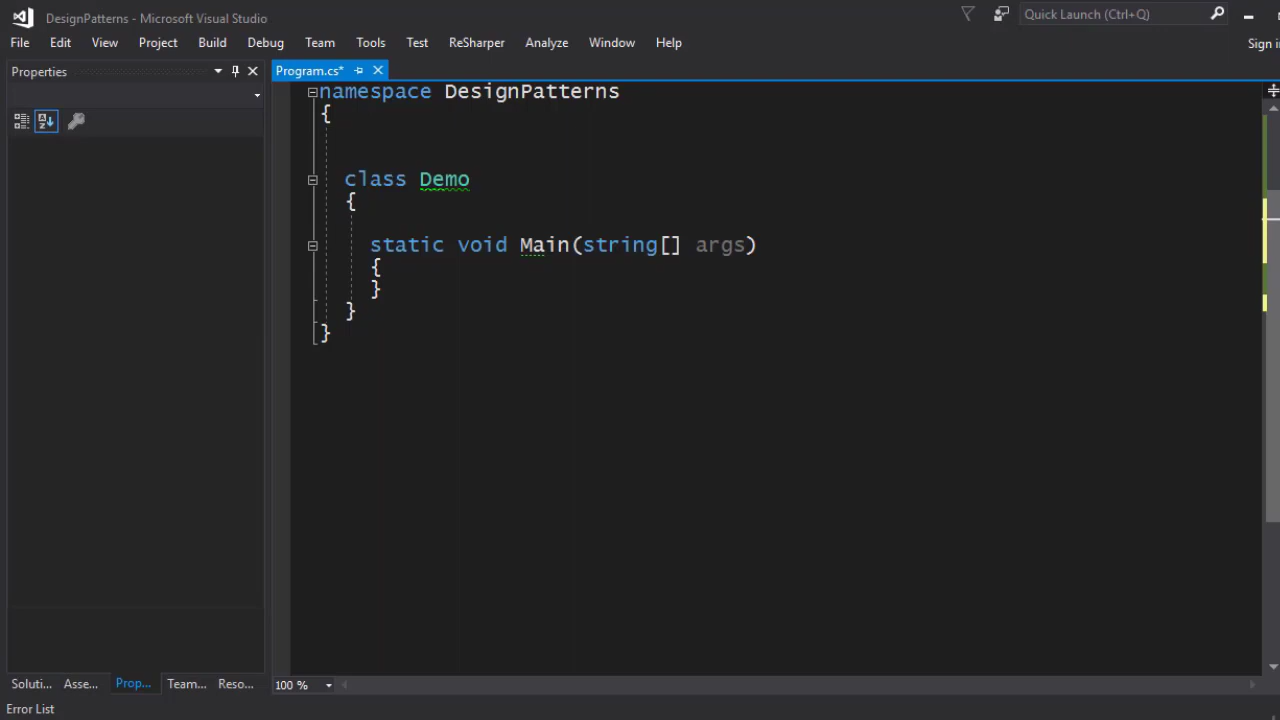 DesignPatterns - Microsoft Visual Studio
Quick Launch (Ctrl+Q)
File Edit View Project Build Debug Team Tools Test ReSharper Analyze Window Help
Sign in
Properties
Program.cs*
namespace DesignPatterns
{
class Demo
{
static void Main(string[] args)
{
}
}
}
Soluti... Asse... Prop... Team... Reso...
100 %
Error List